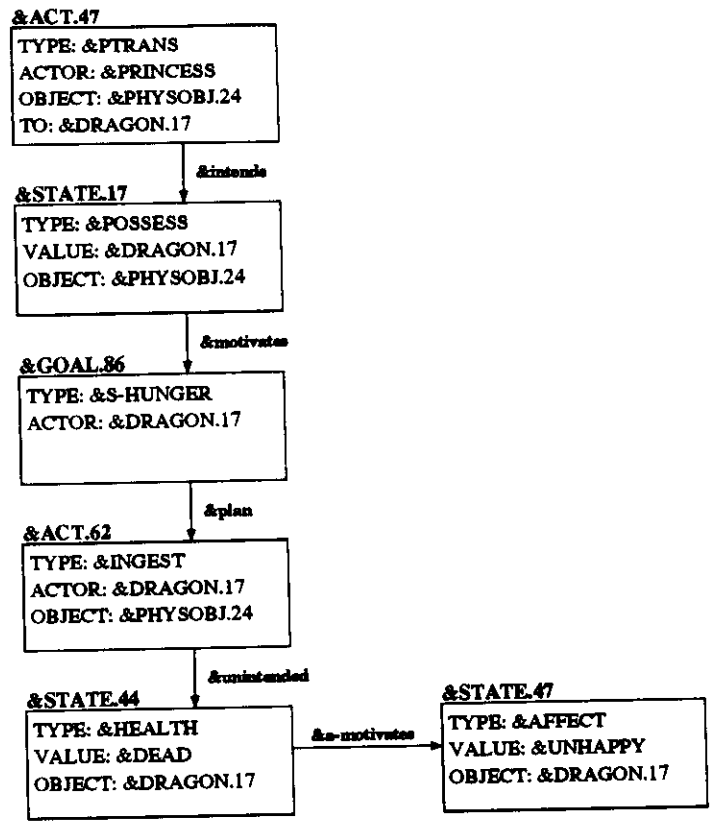 &ACT.47
TYPE: &PTRANS
ACTOR: &PRINCESS
OBJECT: &PHYSOBJ.24
TO: &DRAGON.17
&intends
&STATE.17
TYPE: &POSSESS
VALUE: &DRAGON.17
OBJECT: &PHYSOBJ.24
&motivates
&GOAL.86
TYPE: &S-HUNGER
ACTOR: &DRAGON.17
&plan
&ACT.62
TYPE: &INGEST
ACTOR: &DRAGON.17
OBJECT: &PHYSOBJ.24
&unintended
&STATE.44
TYPE: &HEALTH
VALUE: &DEAD
OBJECT: &DRAGON.17
&a-motivates
&STATE.47
TYPE: &AFFECT
VALUE: &UNHAPPY
OBJECT: &DRAGON.17